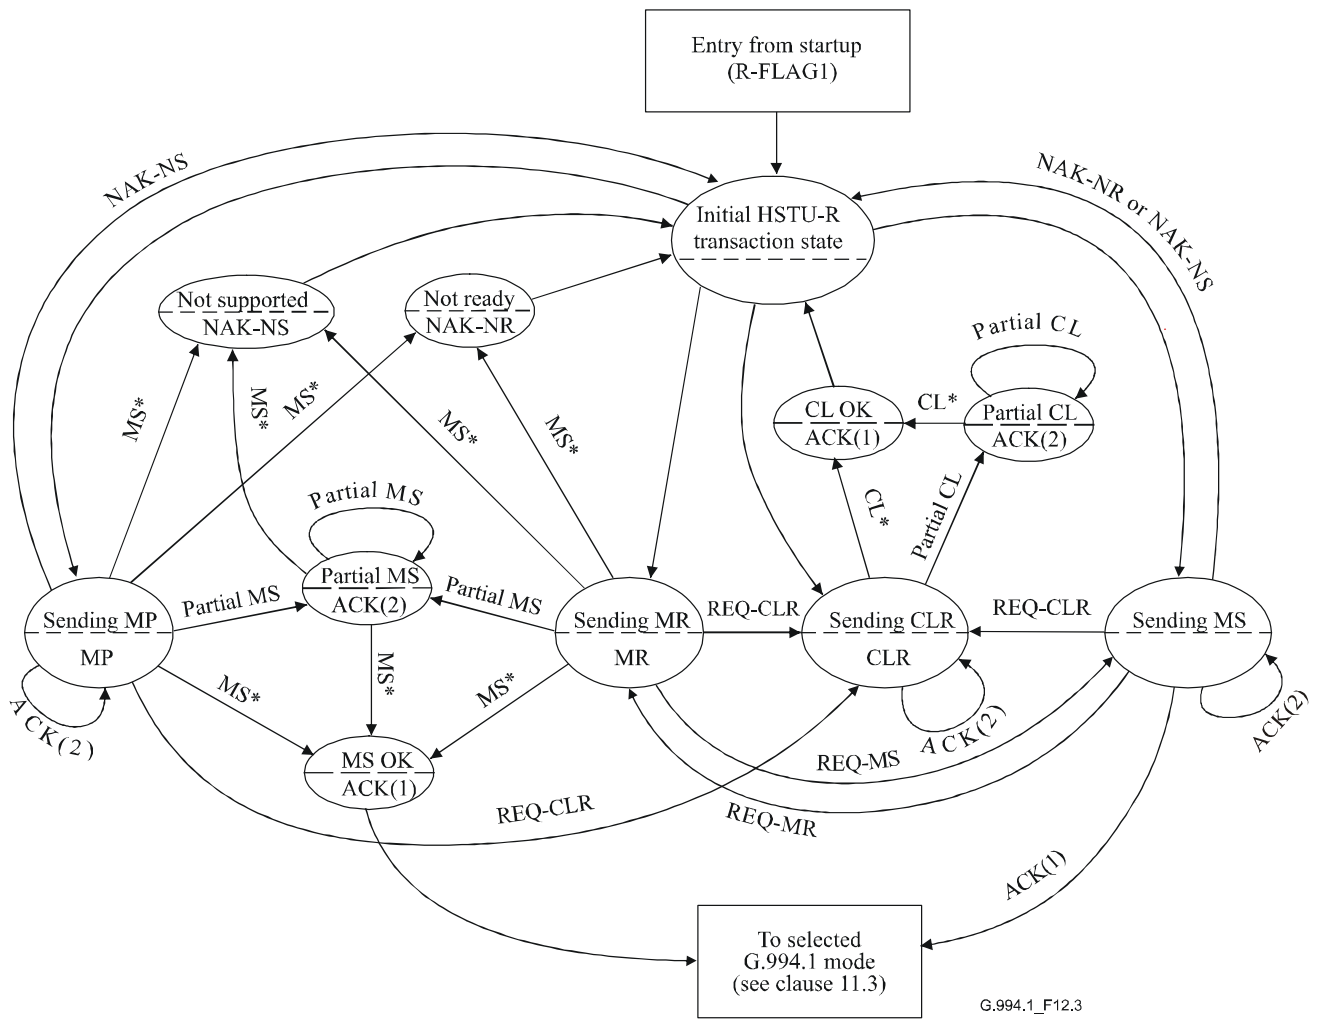 Entry from startup
(R-FLAG1)
NAK-NS
NAK-NR or NAK-NS
Initial HSTU-R
transaction state
Not supported
NAK-NS
Not ready
NAK-NR
Partial CL
MS*
MS*
MS*
MS*
MS*
CL OK
ACK(1)
CL*
Partial CL
ACK(2)
Partial MS
CL*
Partial CL
Partial MS
ACK(2)
Sending MP
MP
Partial MS
Partial MS
Sending MR
MR
REQ-CLR
Sending CLR
CLR
REQ-CLR
Sending MS
ACK(2)
MS*
MS*
MS*
ACK(2)
ACK(2)
MS OK
ACK(1)
REQ-CLR
REQ-MS
REQ-MR
ACK(1)
To selected
G.994.1 mode
(see clause 11.3)
G.994.1_F12.3